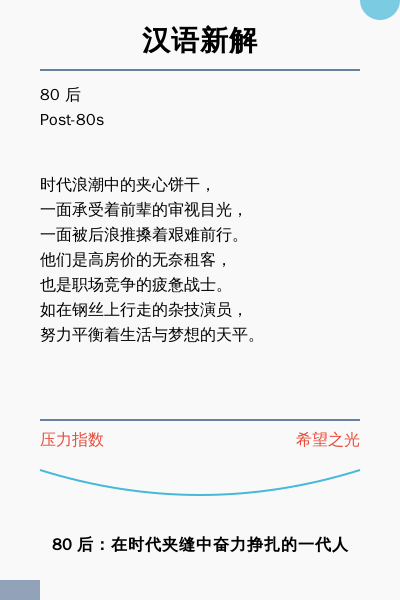 汉语新解
80 后
Post-80s
时代浪潮中的夹心饼干，
一面承受着前辈的审视目光，
一面被后浪推搡着艰难前行。
他们是高房价的无奈租客，
也是职场竞争的疲惫战士。
如在钢丝上行走的杂技演员，
努力平衡着生活与梦想的天平。
压力指数 希望之光
80 后：在时代夹缝中奋力挣扎的一代人